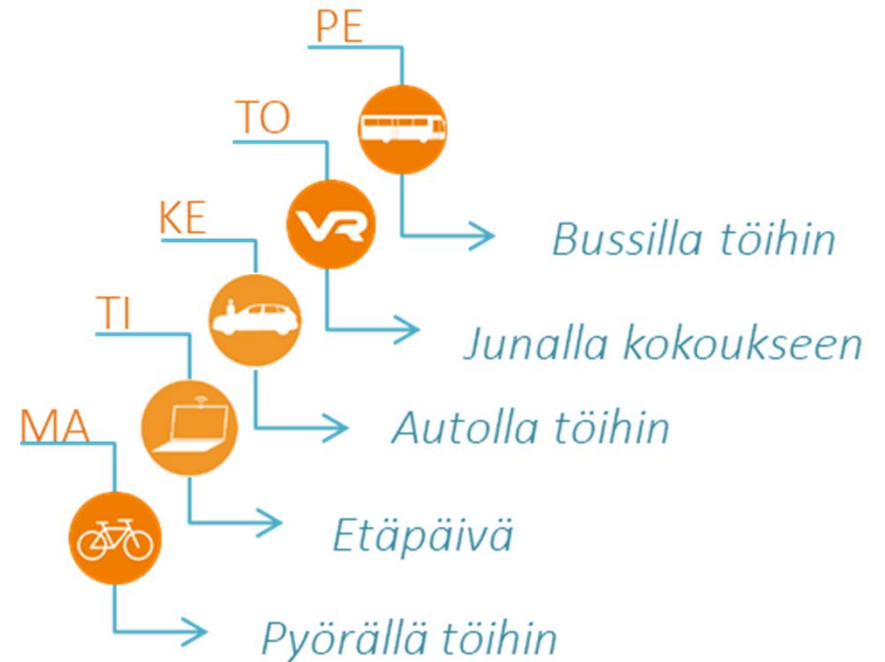 PE
TO
VR
KE
Bussilla töihin
TI
Junalla kokoukseen
MA
Autolla töihin
Etäpäivä
Pyörällä töihin